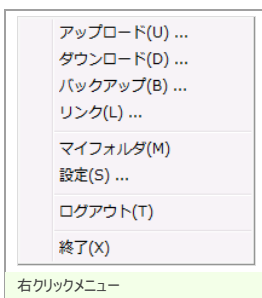 アップロード(U) ...
ダウンロード(D) ...
バックアップ(B) ...
リンク(L) ...
マイフォルダ(M)
設定(S) ...
ログアウト(T)
終了(X)
右クリックメニュー